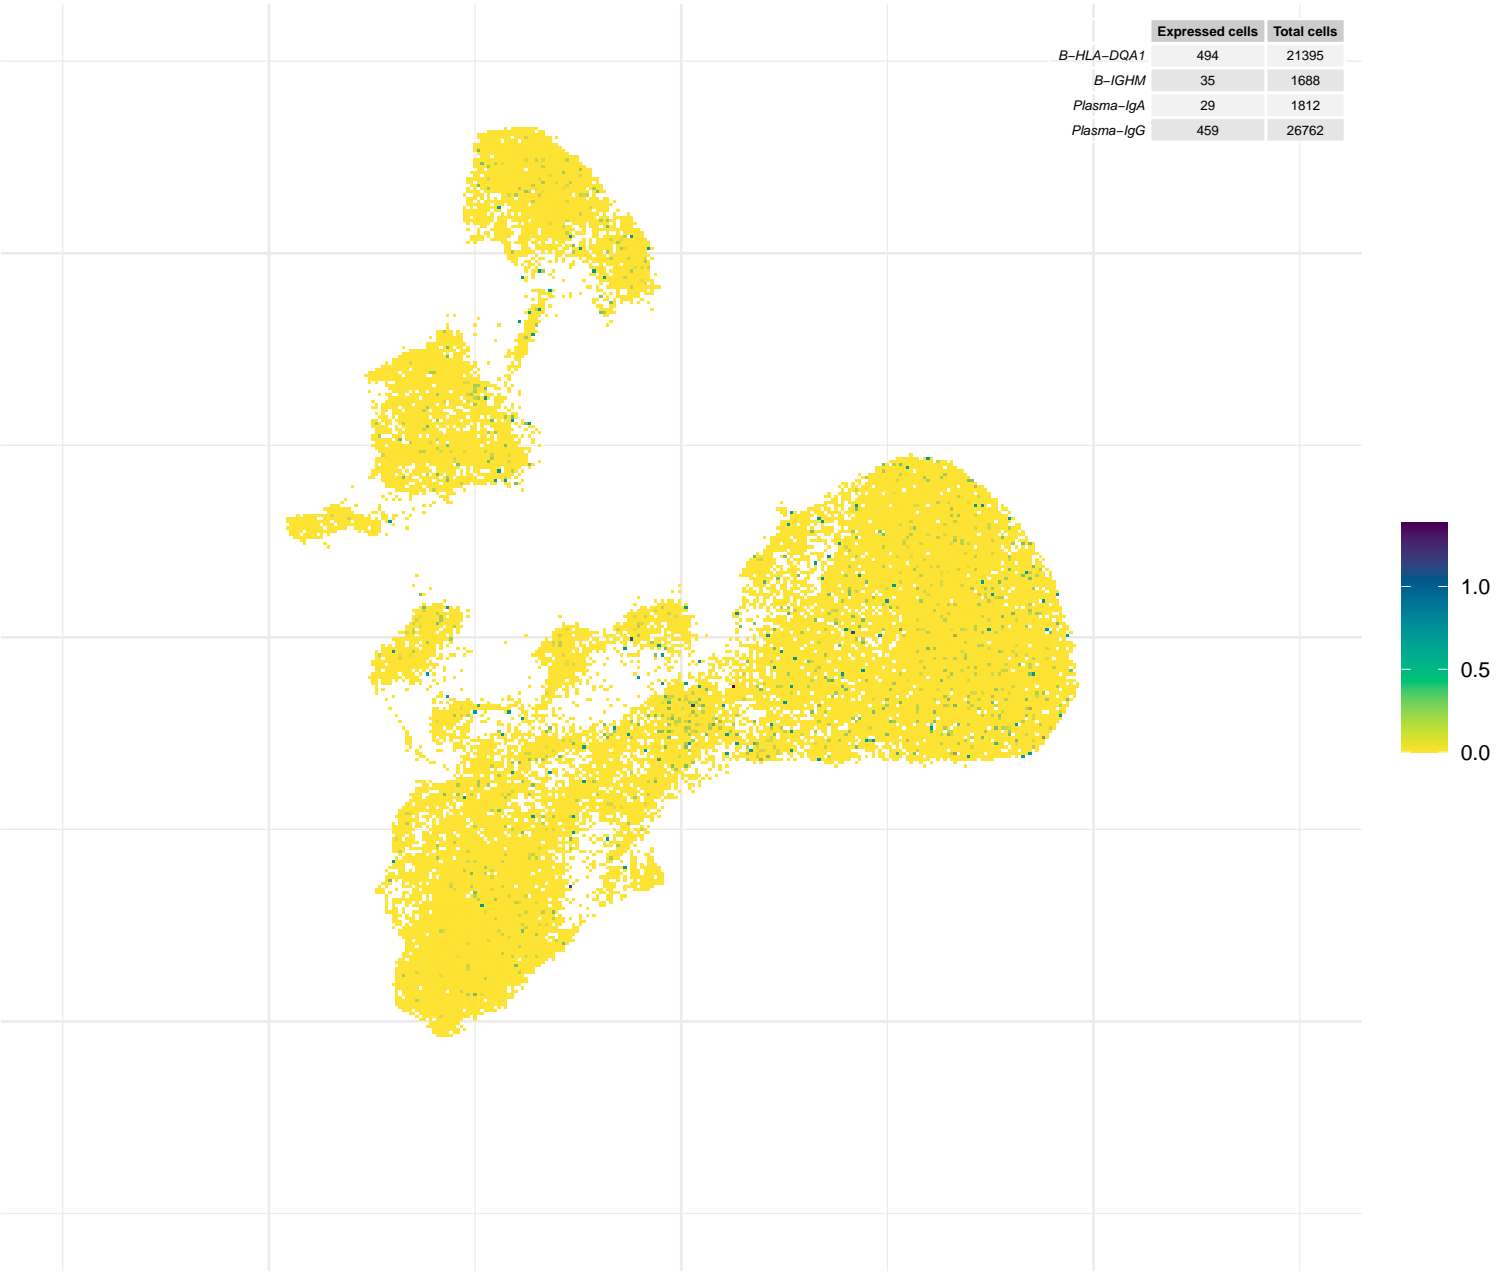 Expressed cells Total cells
B−HLA−DQA1 494 21395
B−IGHM 35 1688
Plasma−IgA 29 1812
Plasma−IgG 459 26762
1.0
0.5
0.0